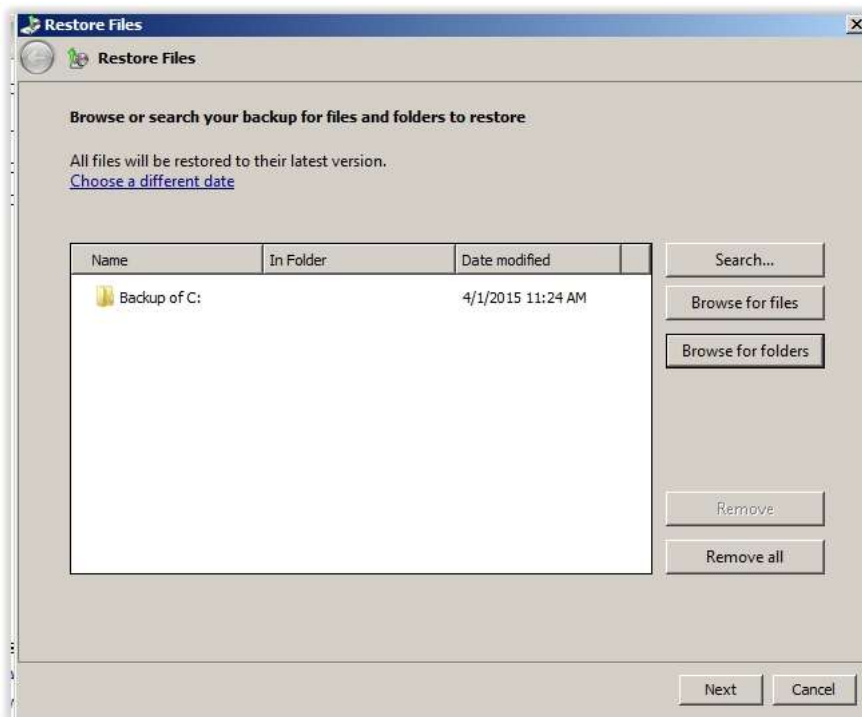 Restore Files
Restore Files
Browse or search your backup for files and folders to restore
All files will be restored to their latest version.
Choose a different date
Name In Folder Date modified
Backup of C: 4/1/2015 11:24 AM
Search...
Browse for files
Browse for folders
Remove
Remove all
Next Cancel